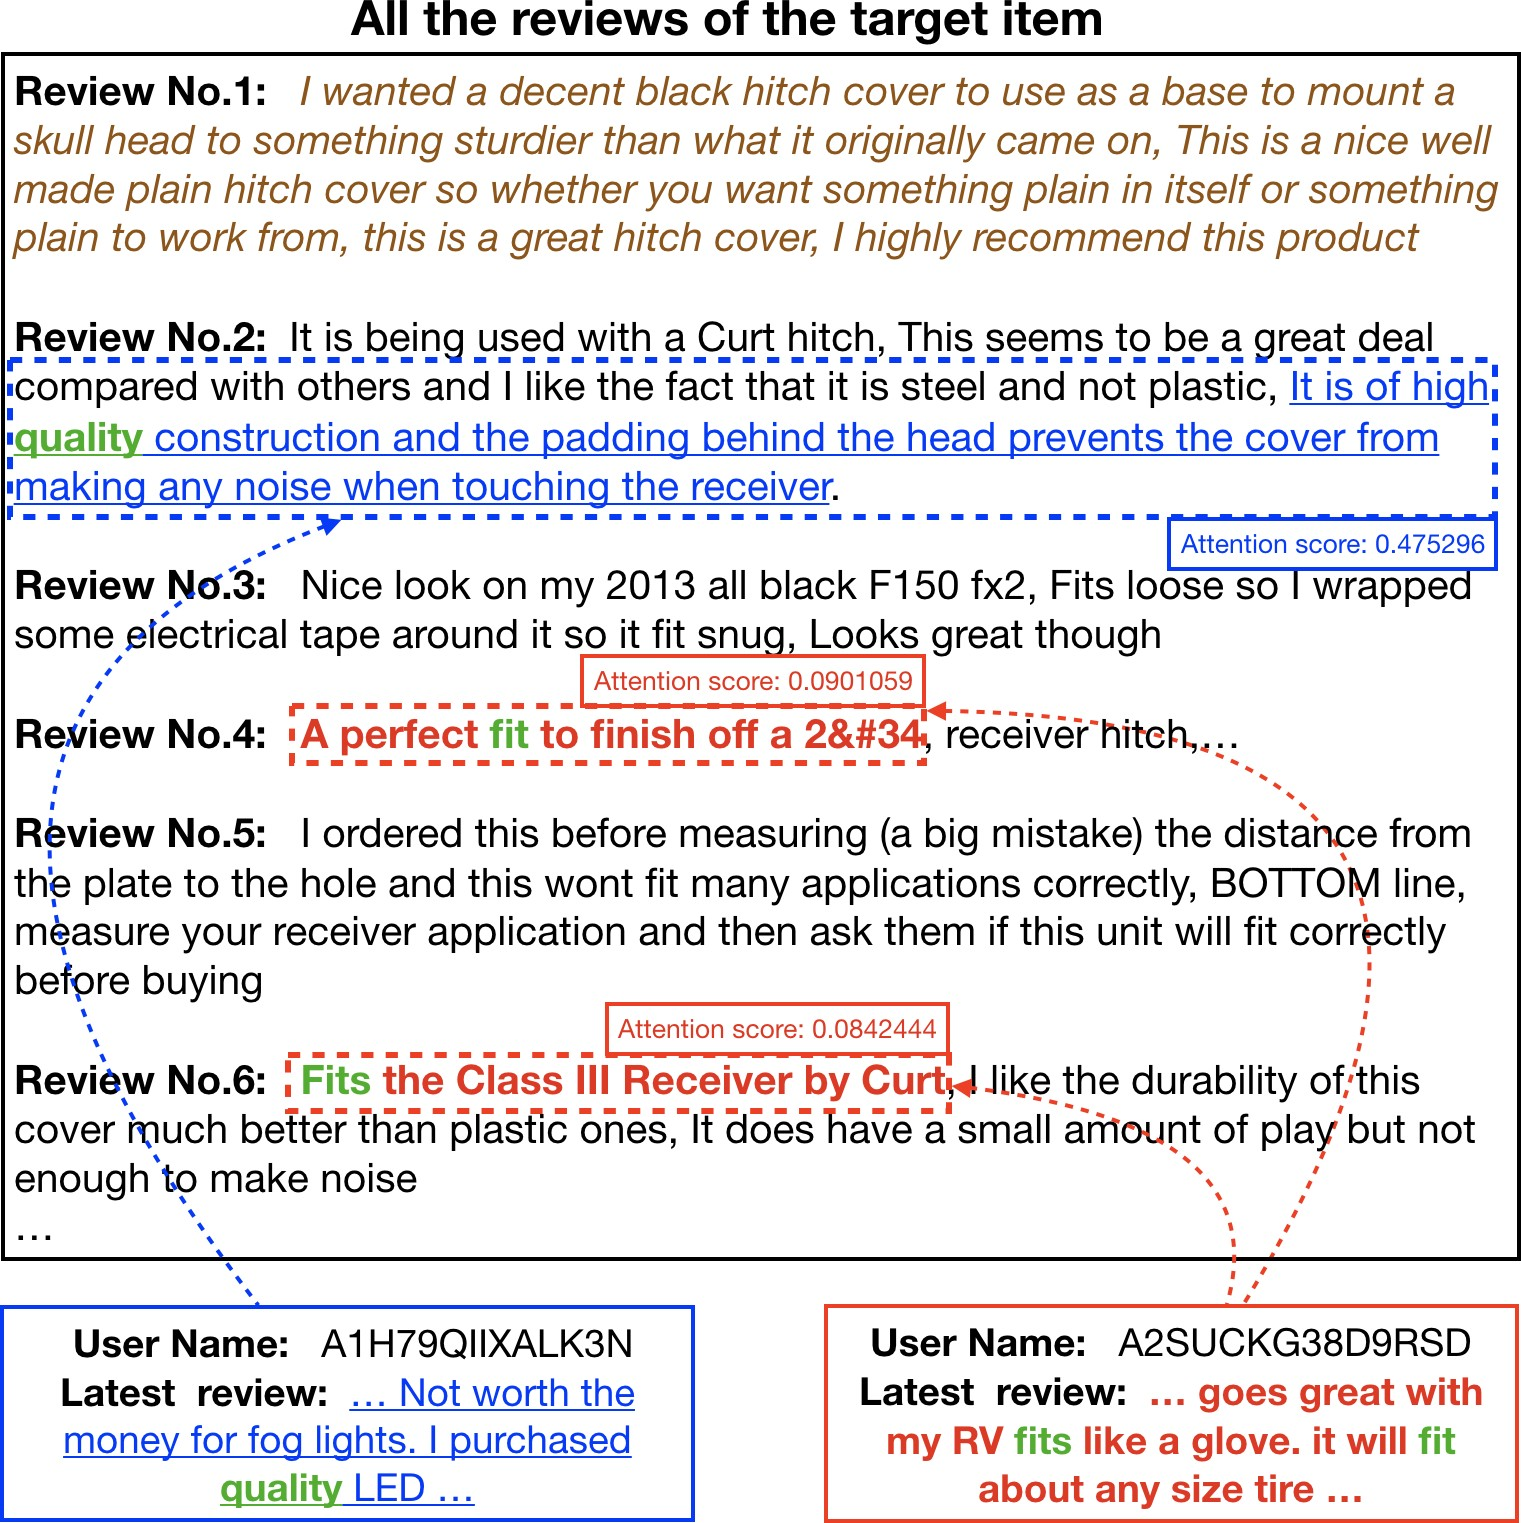 All the reviews of the target item
Review No.1: I wanted a decent black hitch cover to use as a base to mount a
skull head to something sturdier than what it originally came on, This is a nice well
made plain hitch cover so whether you want something plain in itself or something
plain to work from, this is a great hitch cover, I highly recommend this product
Review No.2: It is being used with a Curt hitch, This seems to be a great deal
compared with others and I like the fact that it is steel and not plastic, It is of high
quality construction and the padding behind the head prevents the cover from
making any noise when touching the receiver.
Attention score: 0.475296
Review No.3: Nice look on my 2013 all black F150 fx2, Fits loose so I wrapped
some electrical tape around it so it fit snug, Looks great though
Attention score: 0.0901059
Review No.4: A perfect fit to finish off a 2&#34, receiver hitch,...
Review No.5: I ordered this before measuring (a big mistake) the distance from
the plate to the hole and this wont fit many applications correctly, BOTTOM line,
measure your receiver application and then ask them if this unit will fit correctly
before buying
Attention score: 0.0842444
Review No.6: Fits the Class III Receiver by Curt, I like the durability of this
cover much better than plastic ones, It does have a small amount of play but not
enough to make noise
...
User Name: A1H79QIIXALK3N
Latest review: ... Not worth the
money for fog lights. I purchased
quality LED ...
User Name: A2SUCKG38D9RSD
Latest review: ... goes great with
my RV fits like a glove. it will fit
about any size tire ...